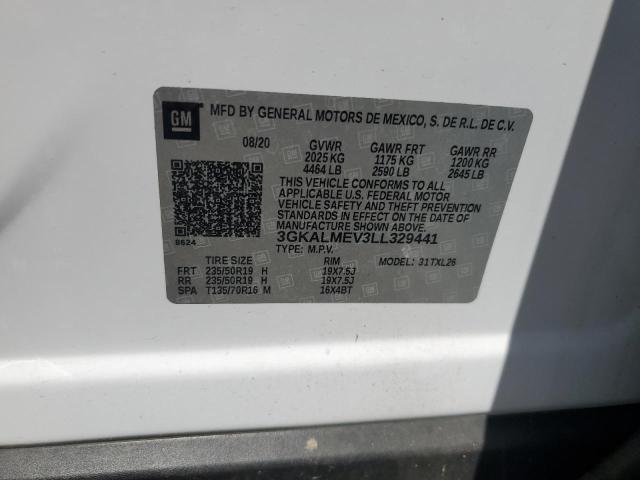 GM MFD BY GENERAL MOTORS DE MEXICO, S. DE R.L. DE C.V.
08/20 GVWR GAWR FRT GAWR RR
2025 KG 1175 KG 1200 KG
4464 LB 2590 LB 2645 LB
THIS VEHICLE CONFORMS TO ALL
APPLICABLE U.S. FEDERAL MOTOR
VEHICLE SAFETY, BUMPER, AND THEFT
PREVENTION STANDARDS IN EFFECT ON
THE DATE OF MANUFACTURE SHOWN ABOVE.
3GKALMEV3LL329441
8624 TYPE: M.P.V. MODEL: 31TXL26
TIRE SIZE RIM
FRT 235/50R19 H 19X7.5J
RR 235/50R19 H 19X7.5J
SPA T135/70R16 M 16X4BT